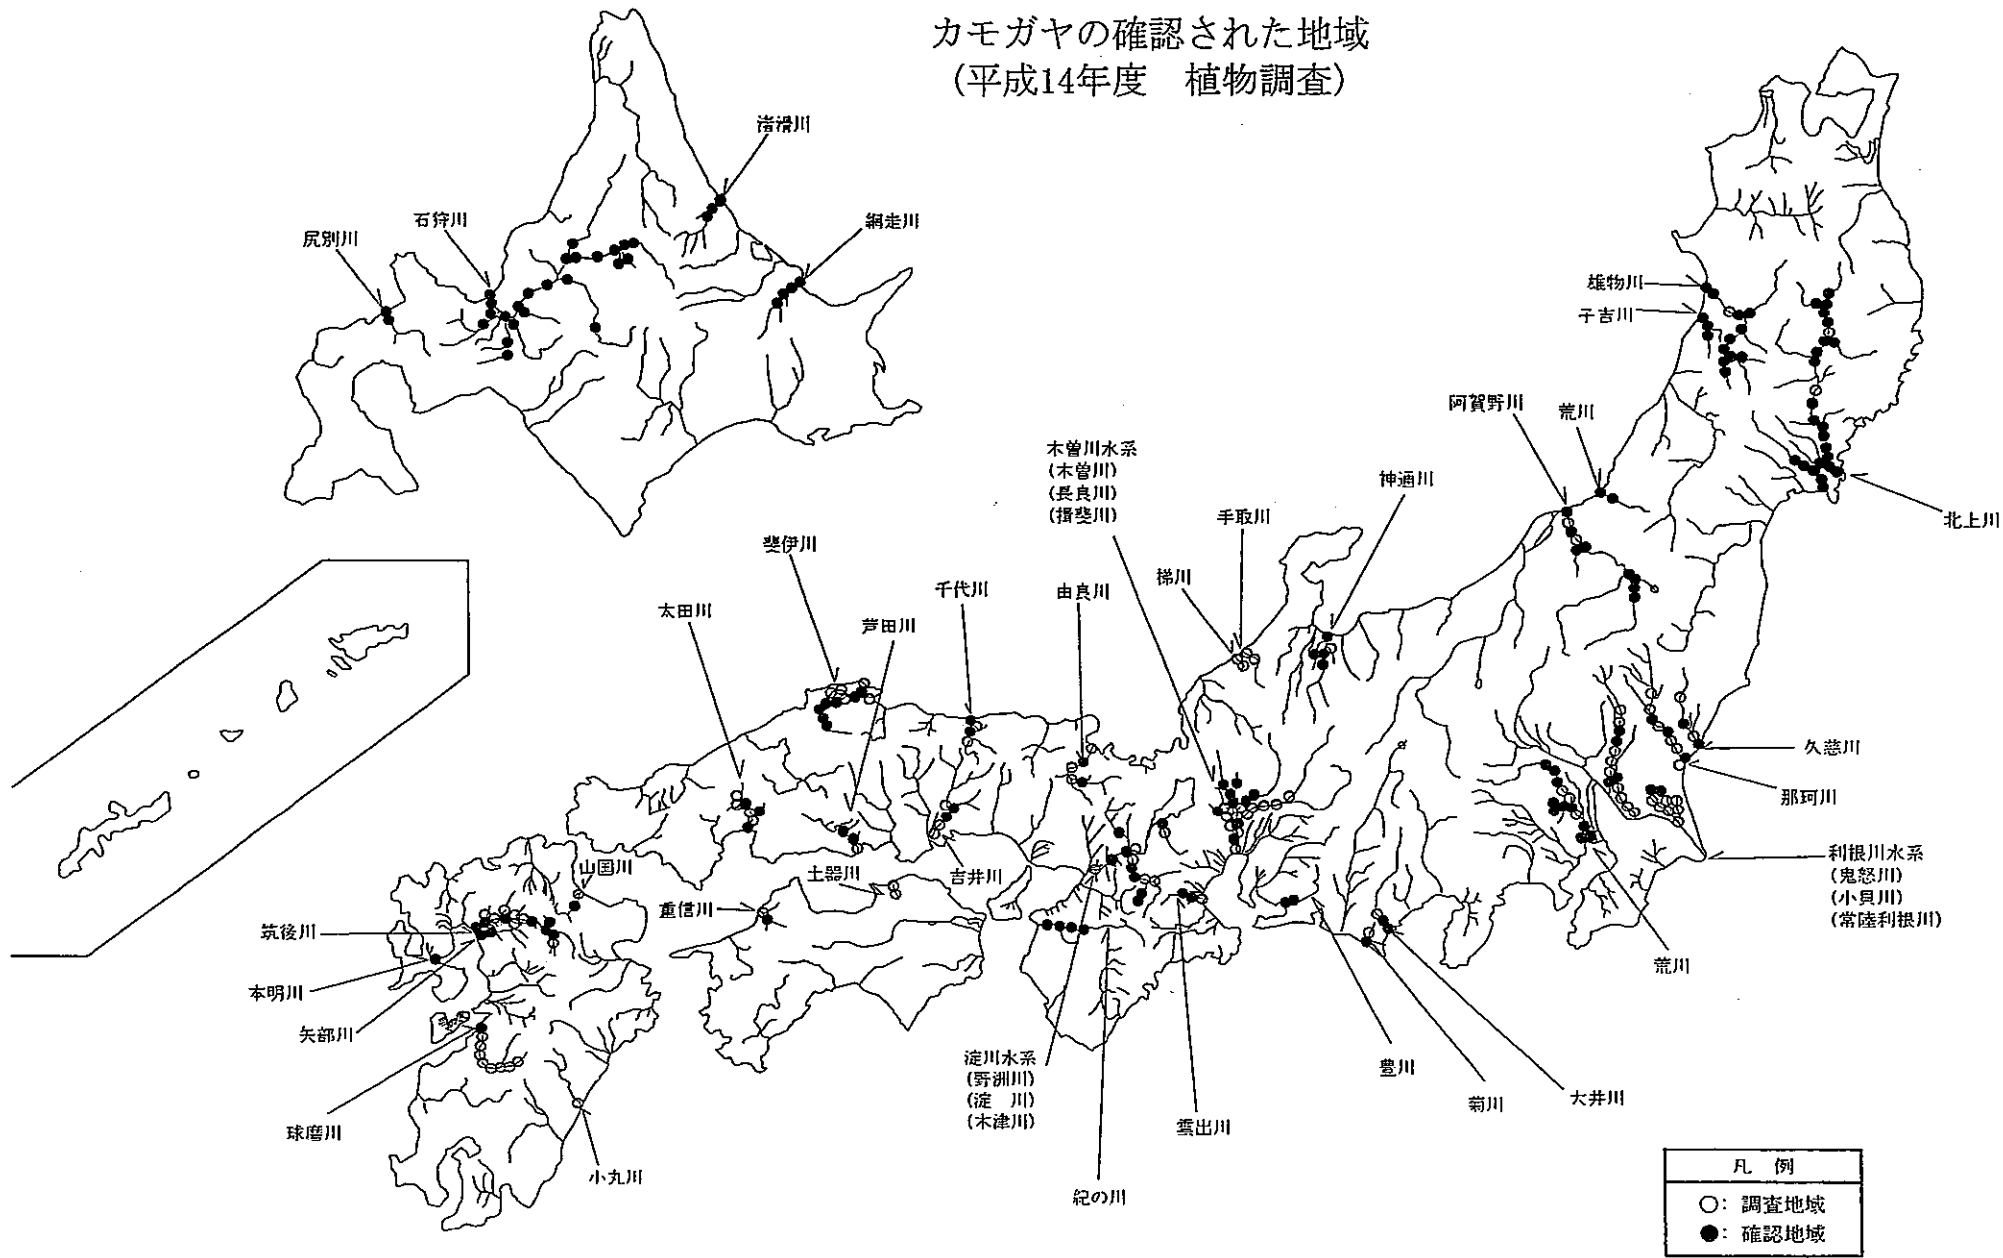 カモガヤの確認された地域
(平成14年度　植物調査)
渚滑川
石狩川
網走川
尻別川
雄物川
子吉川
阿賀野川
荒川
木曽川水系
(木曽川)
(長良川)
(揖斐川)
神通川
手取川
北上川
斐伊川
梯川
千代川
由良川
太田川
芦田川
久慈川
那珂川
山国川
土器川
吉井川
利根川水系
(鬼怒川)
(小貝川)
(常陸利根川)
重信川
筑後川
荒川
本明川
矢部川
淀川水系
(野洲川)
(淀　川)
(木津川)
豊川
菊川
大井川
球磨川
雲出川
小丸川
紀の川
凡　例
○：調査地域
●：確認地域